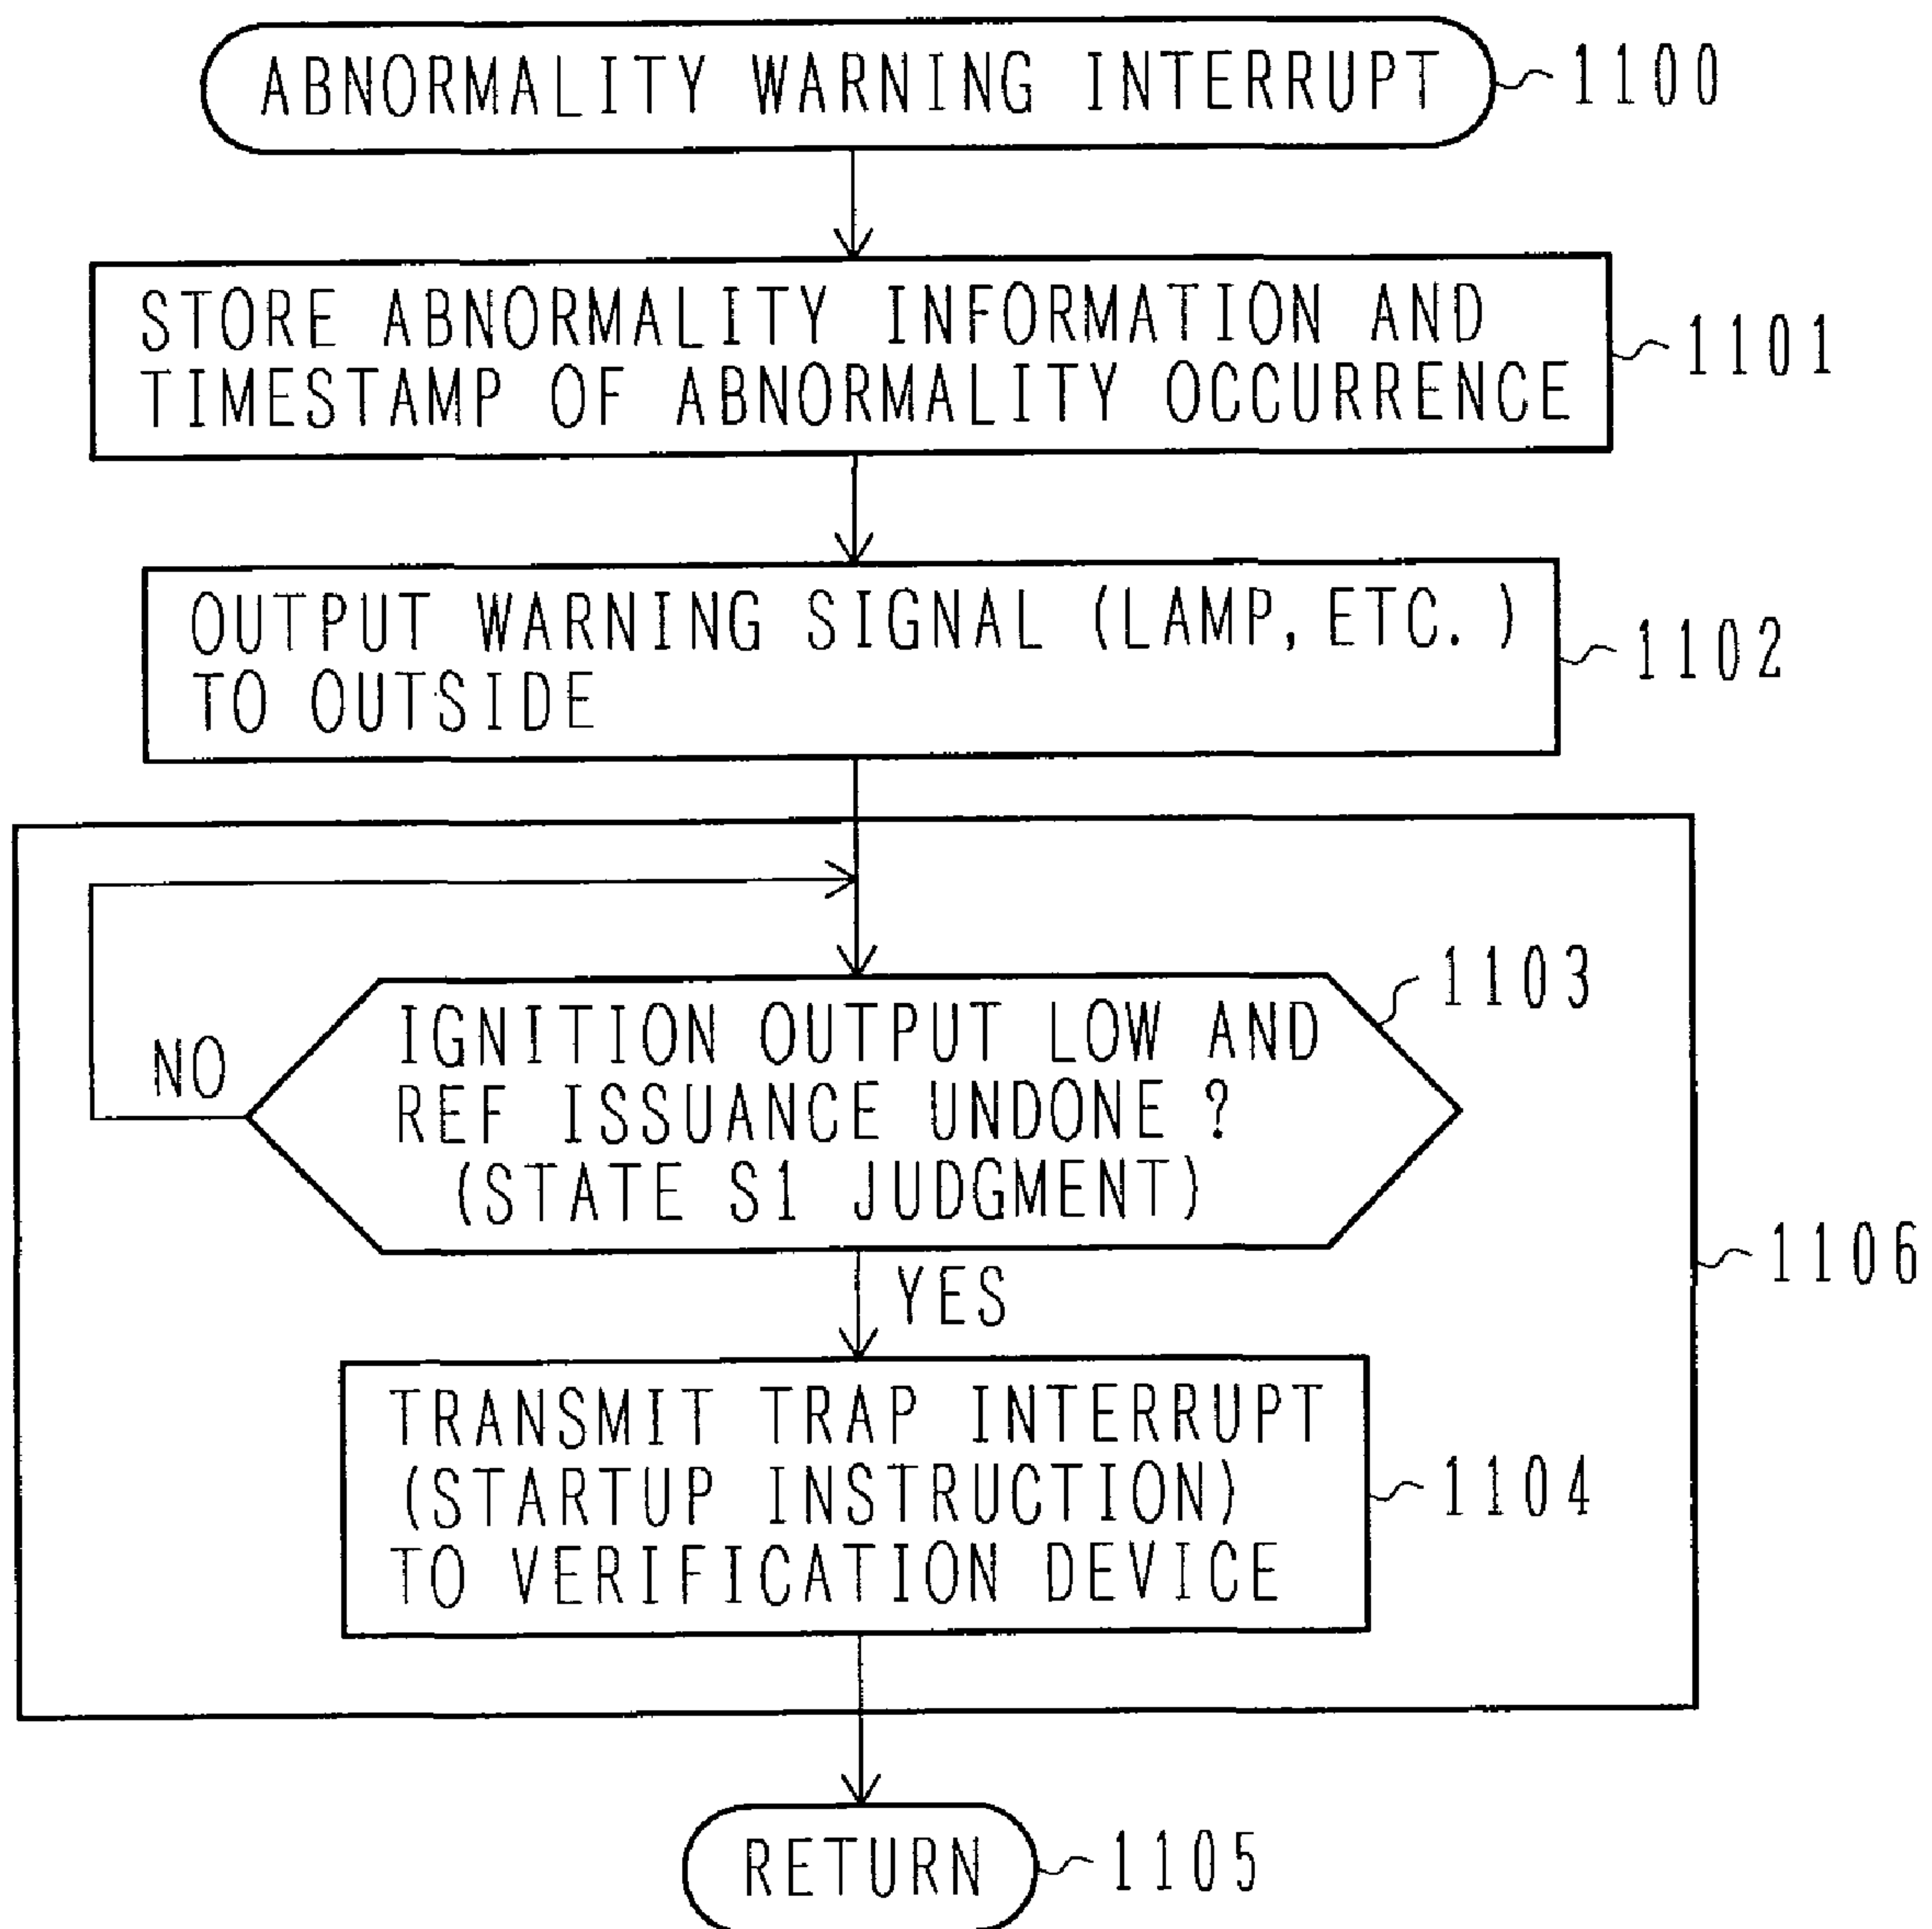 ABNORMALITY WARNING INTERRUPT 1100
STORE ABNORMALITY INFORMATION AND
TIMESTAMP OF ABNORMALITY OCCURRENCE
1101
OUTPUT WARNING SIGNAL (LAMP, ETC. )
TO OUTSIDE
1102
1103
IGNITION OUTPUT LOW AND
REF ISSUANCE UNDONE ?
(STATE S1 JUDGMENT)
NO
1106
YES
TRANSMIT TRAP INTERRUPT
(STARTUP INSTRUCTION)
TO VERIFICATION DEVICE
1104
RETURN 1105